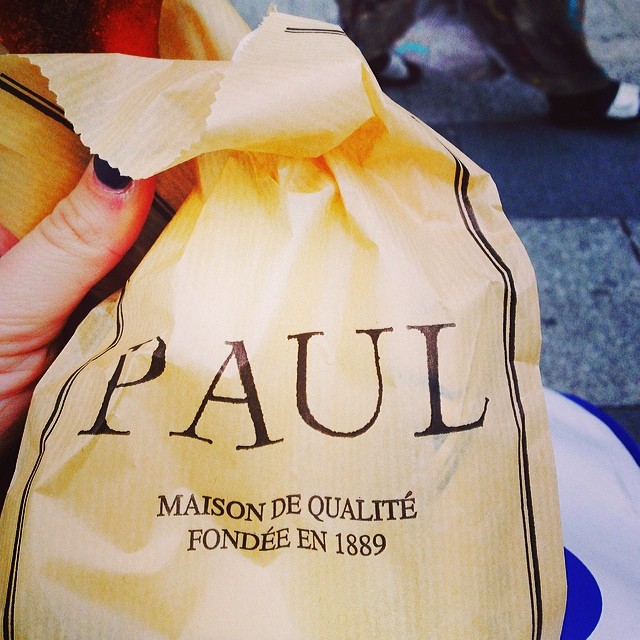 PAUL
MAISON DE QUALITÉ
FONDÉE EN 1889